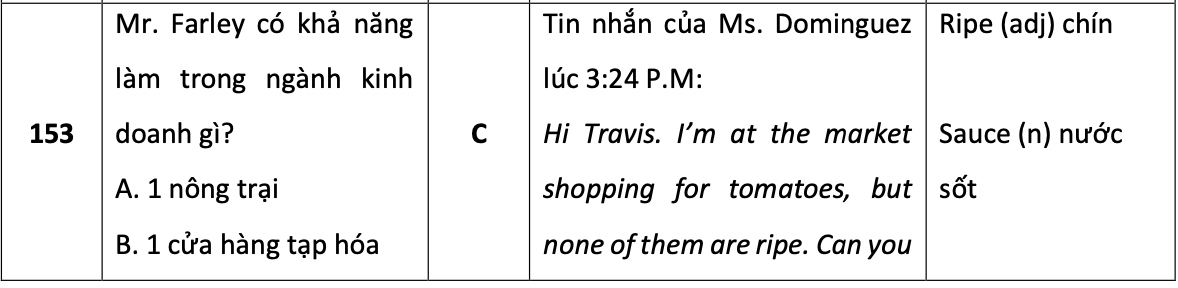 153
Mr. Farley có khả năng
làm trong ngành kinh
doanh gì?
A. 1 nông trại
B. 1 cửa hàng tạp hóa
C
Tin nhắn của Ms. Dominguez
lúc 3:24 P.M:
Hi Travis. I’m at the market
shopping for tomatoes, but
none of them are ripe. Can you
Ripe (adj) chín
Sauce (n) nước
sốt